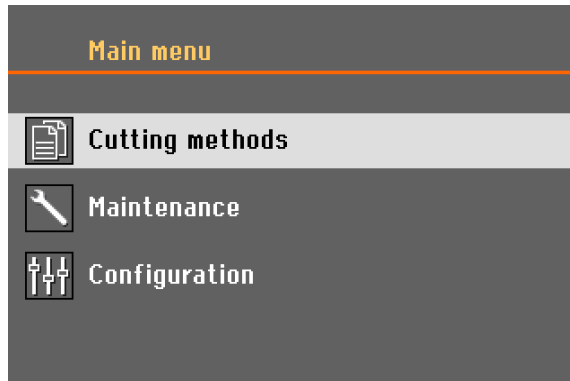 Main menu
Cutting methods
Maintenance
Configuration